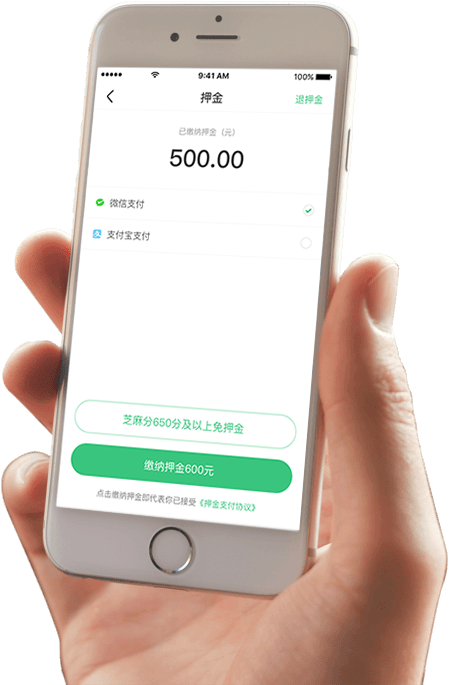 9:41 AM 100%
押金 退押金
已缴纳押金（元）
500.00
微信支付
支付宝支付
芝麻分650分及以上免押金
缴纳押金600元
点击缴纳押金即代表你已接受《押金支付协议》